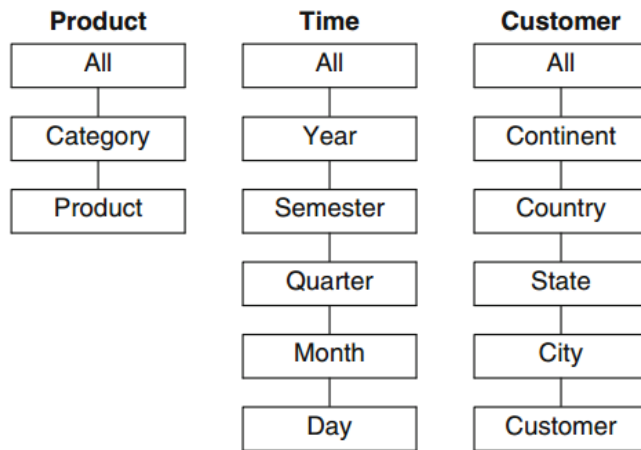 Product Time Customer
All All All
Category Year Continent
Product Semester Country
Quarter State
Month City
Day Customer